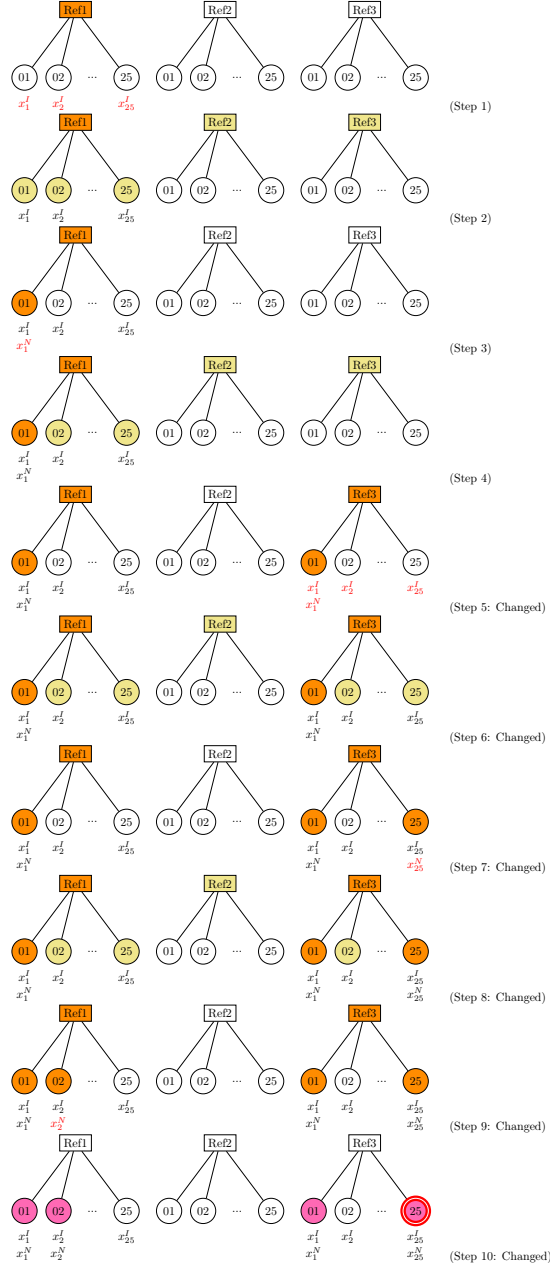 Ref1 Ref2 Ref3
01 02 ... 25 01 02 ... 25 01 02 ... 25
x_1^I x_2^I x_25^I
(Step 1)
Ref1 Ref2 Ref3
01 02 ... 25 01 02 ... 25 01 02 ... 25
x_1^I x_2^I x_25^I
(Step 2)
Ref1 Ref2 Ref3
01 02 ... 25 01 02 ... 25 01 02 ... 25
x_1^I x_2^I x_25^I
x_1^N
(Step 3)
Ref1 Ref2 Ref3
01 02 ... 25 01 02 ... 25 01 02 ... 25
x_1^I x_2^I x_25^I
x_1^N
(Step 4)
Ref1 Ref2 Ref3
01 02 ... 25 01 02 ... 25 01 02 ... 25
x_1^I x_2^I x_25^I x_1^I x_2^I x_25^I
x_1^N x_1^N
(Step 5: Changed)
Ref1 Ref2 Ref3
01 02 ... 25 01 02 ... 25 01 02 ... 25
x_1^I x_2^I x_25^I x_1^I x_2^I x_25^I
x_1^N x_1^N
(Step 6: Changed)
Ref1 Ref2 Ref3
01 02 ... 25 01 02 ... 25 01 02 ... 25
x_1^I x_2^I x_25^I x_1^I x_2^I x_25^I
x_1^N x_1^N x_25^N
(Step 7: Changed)
Ref1 Ref2 Ref3
01 02 ... 25 01 02 ... 25 01 02 ... 25
x_1^I x_2^I x_25^I x_1^I x_2^I x_25^I
x_1^N x_1^N x_25^N
(Step 8: Changed)
Ref1 Ref2 Ref3
01 02 ... 25 01 02 ... 25 01 02 ... 25
x_1^I x_2^I x_25^I x_1^I x_2^I x_25^I
x_1^N x_2^N x_1^N x_25^N
(Step 9: Changed)
Ref1 Ref2 Ref3
01 02 ... 25 01 02 ... 25 01 02 ... 25
x_1^I x_2^I x_25^I x_1^I x_2^I x_25^I
x_1^N x_2^N x_1^N x_25^N
(Step 10: Changed)